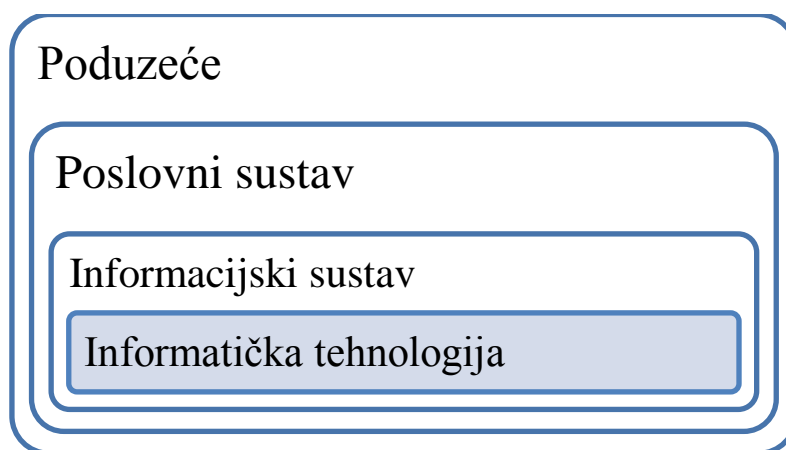 Poduzeće
Poslovni sustav
Informacijski sustav
Informatička tehnologija